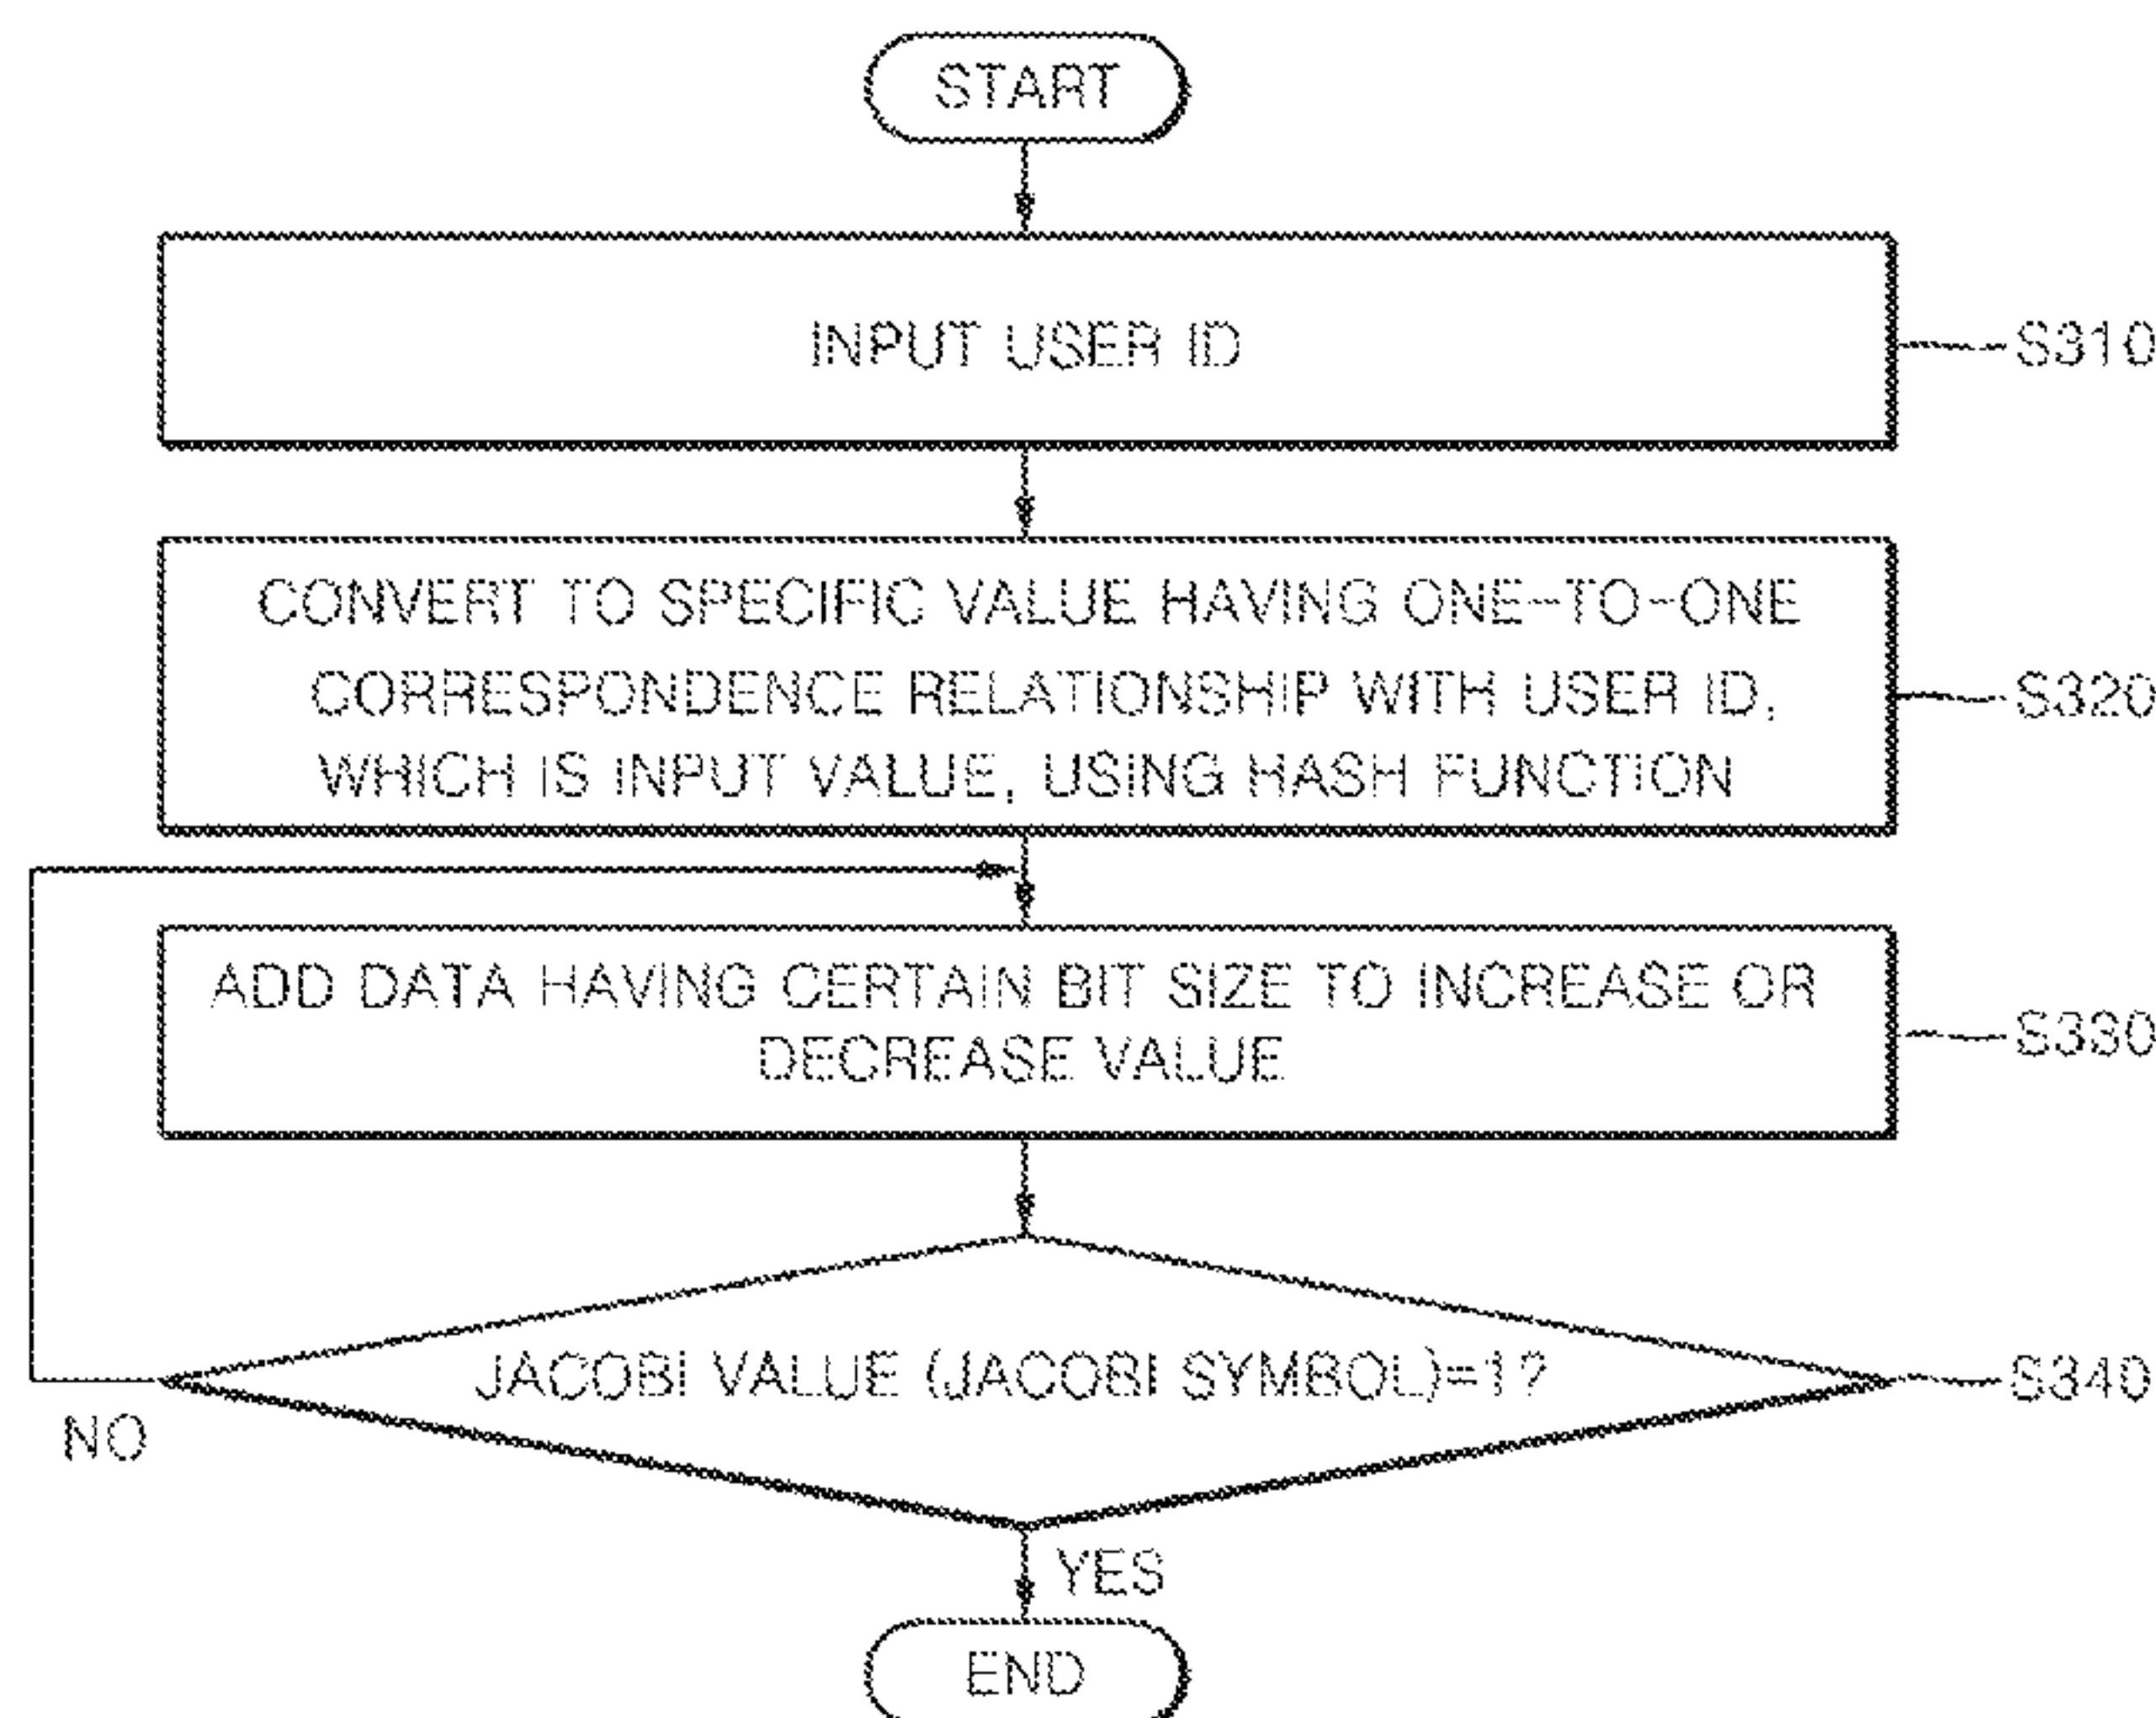 START
INPUT USER ID
S310
CONVERT TO SPECIFIC VALUE HAVING ONE-TO-ONE
CORRESPONDENCE RELATIONSHIP WITH USER ID,
WHICH IS INPUT VALUE, USING HASH FUNCTION
S320
ADD DATA HAVING CERTAIN BIT SIZE TO INCREASE OR
DECREASE VALUE
S330
JACOBI VALUE (JACOBI SYMBOL)=1?
S340
NO
YES
END